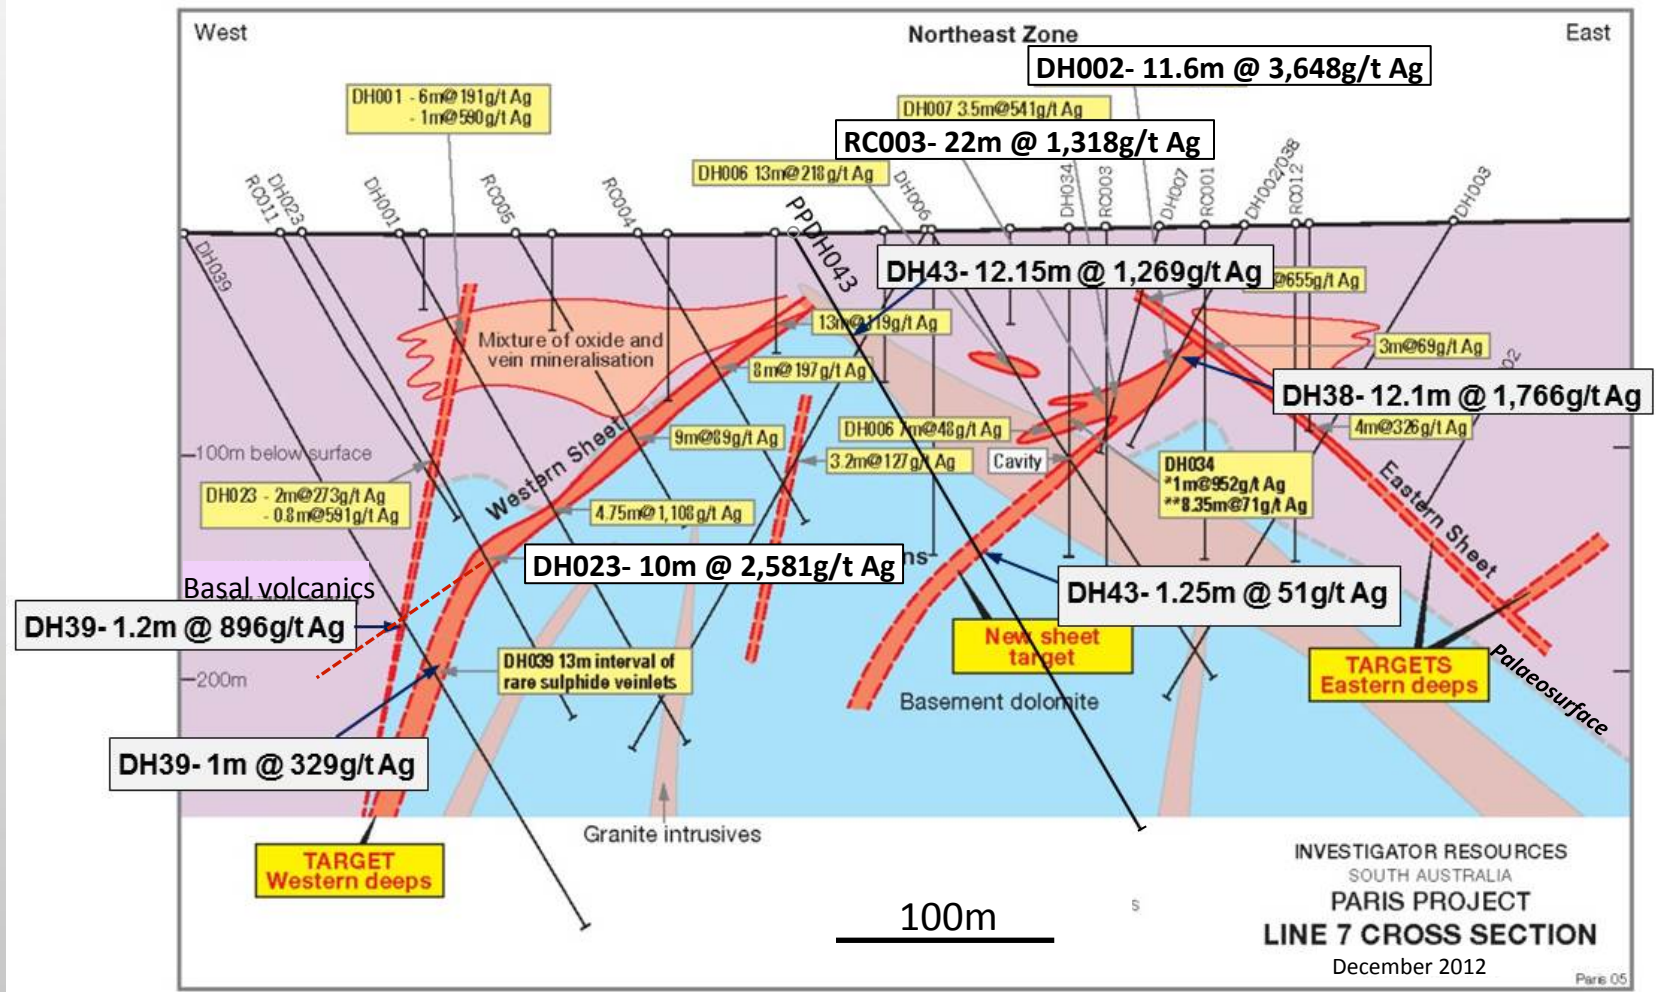 West
Northeast Zone
East
DH002- 11.6m @ 3,648g/t Ag
DH001 - 6m@191g/t Ag
- 1m@590g/t Ag
DH007 3.5m@541g/t Ag
RC003- 22m @ 1,318g/t Ag
DH006 13m@218g/t Ag
RC011
DH023
DH001
RC005
RC004
PPDH043
DH006
DH034
RC003
DH007
RC001
DH002/038
RC012
DH003
DH039
DH43- 12.15m @ 1,269g/t Ag
@655g/t Ag
13m@119g/t Ag
Mixture of oxide and
vein mineralisation
8m@197g/t Ag
3m@69g/t Ag
02
DH38- 12.1m @ 1,766g/t Ag
9m@89g/t Ag
DH006 7m@48g/t Ag
4m@326g/t Ag
100m below surface
3.2m@127g/t Ag
Cavity
DH034
*1m@952g/t Ag
**8.35m@71g/t Ag
Western Sheet
Eastern Sheet
DH023 - 2m@273g/t Ag
- 0.8m@591g/t Ag
4.75m@1,108g/t Ag
DH023- 10m @ 2,581g/t Ag
ns
Basal volcanics
DH43- 1.25m @ 51g/t Ag
DH39- 1.2m @ 896g/t Ag
New sheet
target
DH039 13m interval of
rare sulphide veinlets
TARGETS
Eastern deeps
Palaeosurface
200m
Basement dolomite
DH39- 1m @ 329g/t Ag
Granite intrusives
TARGET
Western deeps
100m
s
INVESTIGATOR RESOURCES
SOUTH AUSTRALIA
PARIS PROJECT
LINE 7 CROSS SECTION
December 2012
Paris 05